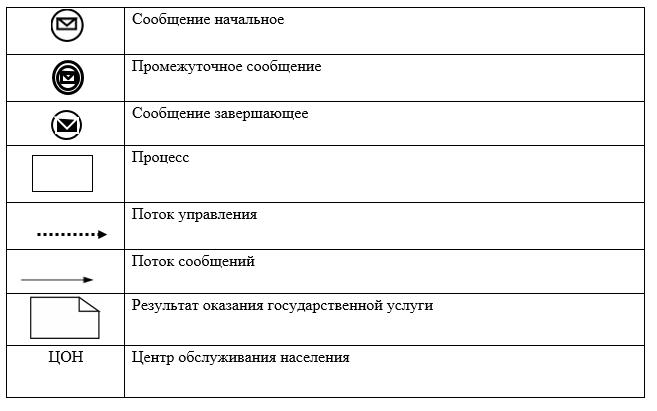 Сообщение начальное
Промежуточное сообщение
Сообщение завершающее
Процесс
Поток управления
Поток сообщений
Результат оказания государственной услуги
ЦОН Центр обслуживания населения